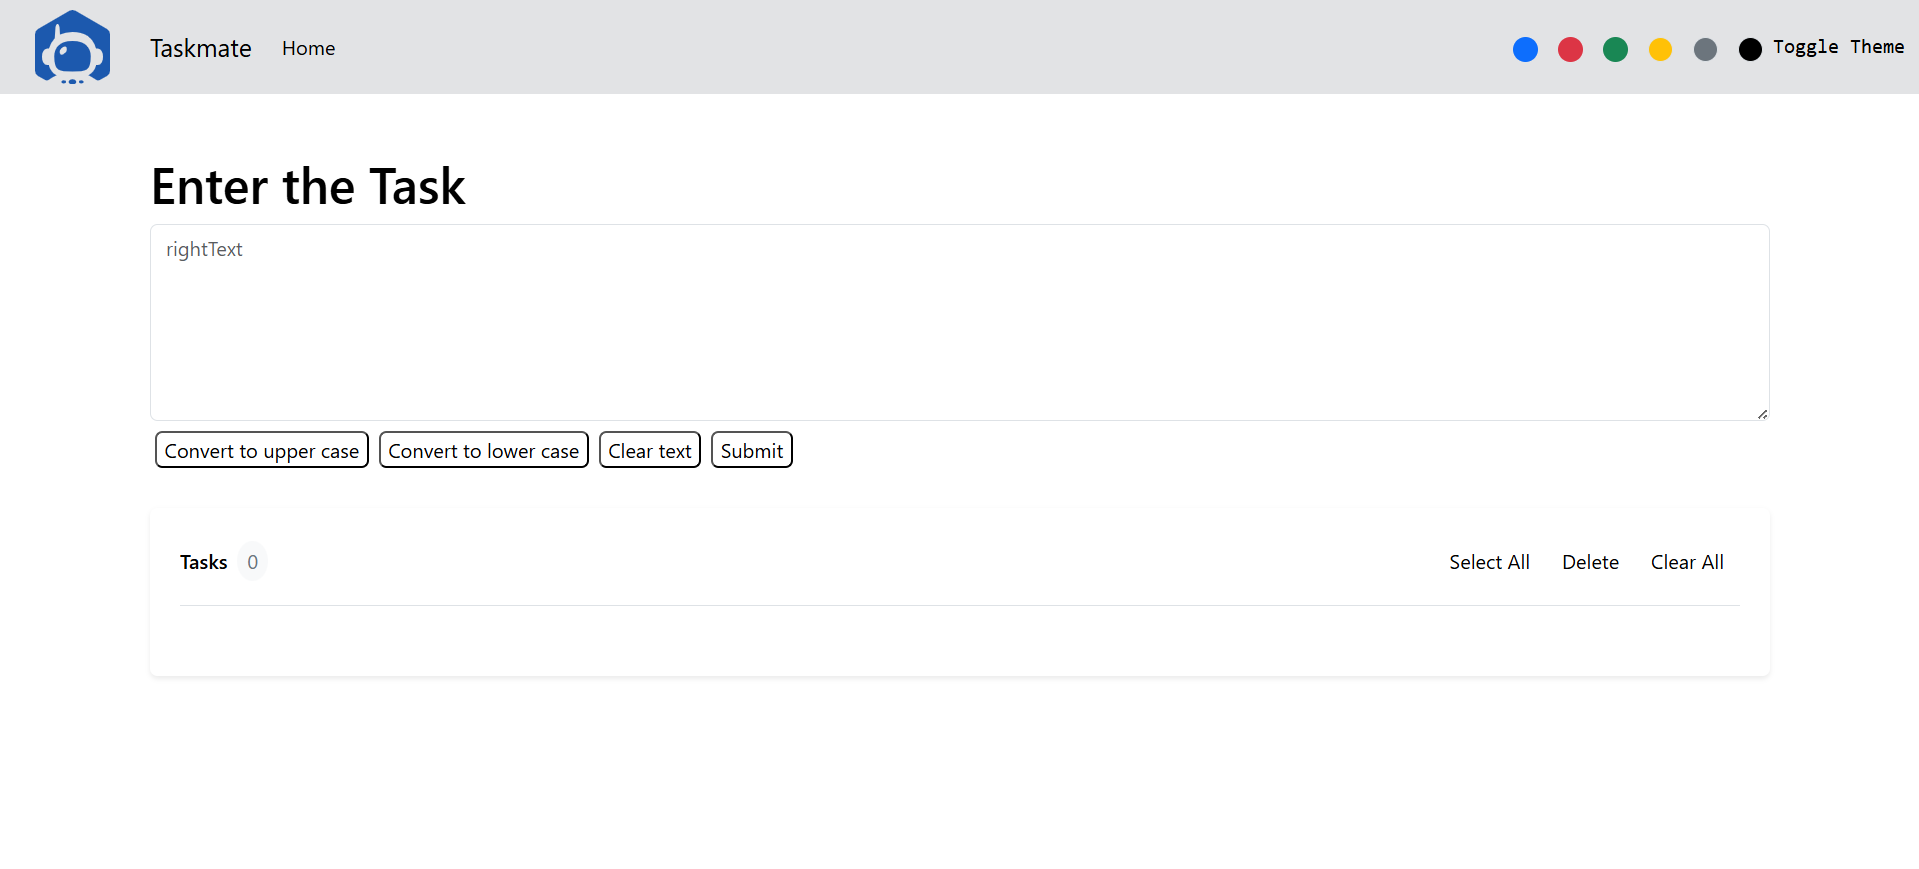 Taskmate Home Toggle Theme
Enter the Task
rightText
Convert to upper case Convert to lower case Clear text Submit
Tasks 0 Select All Delete Clear All